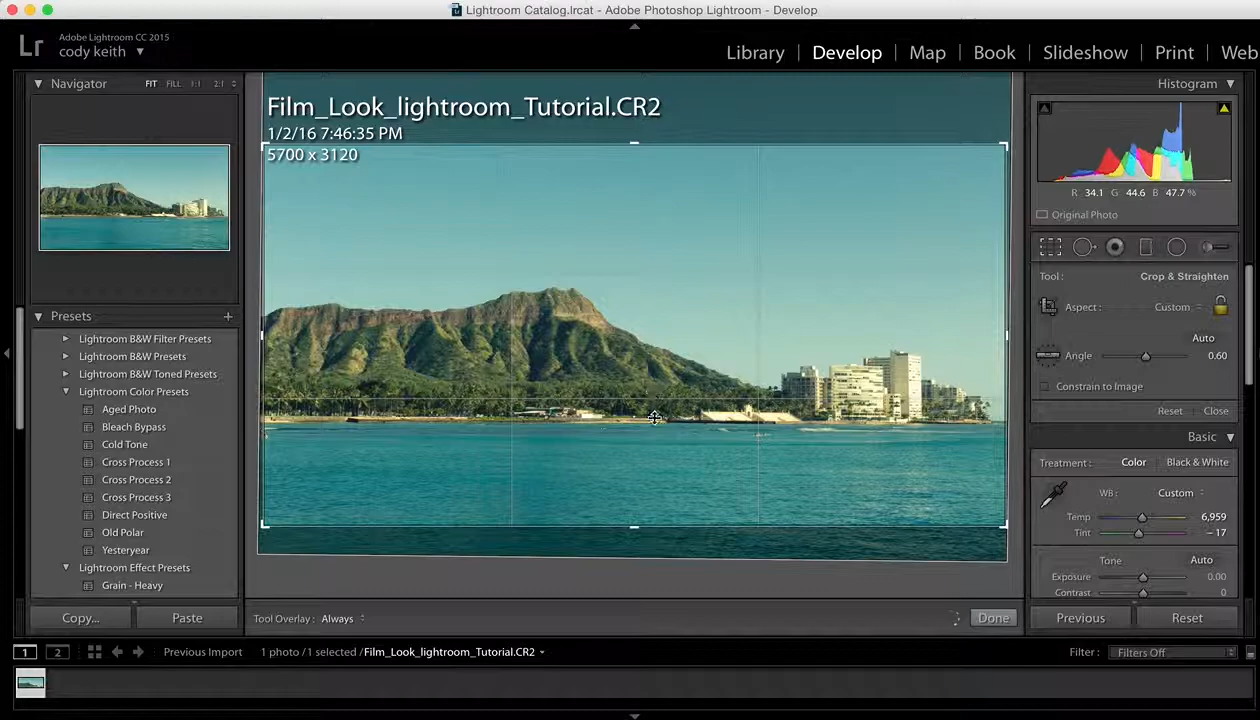 Lightroom Catalog.lrcat - Adobe Photoshop Lightroom - Develop
Lr
Adobe Lightroom CC 2015
cody keith
Library | Develop | Map | Book | Slideshow | Print | Web
Navigator FIT FILL 1:1 2:1
Histogram
Film_Look_lightroom_Tutorial.CR2
1/2/16 7:46:35 PM
5700 x 3120
R 34.1 G 44.6 B 47.7 %
Original Photo
Tool : Crop & Straighten
Aspect : Custom
Auto
Angle 0.60
Constrain to Image
Reset Close
Basic
Treatment : Color Black & White
WB : Custom
Temp 6,959
Tint - 17
Tone Auto
Exposure 0.00
Contrast 0
Presets
Lightroom B&W Filter Presets
Lightroom B&W Presets
Lightroom B&W Toned Presets
Lightroom Color Presets
Aged Photo
Bleach Bypass
Cold Tone
Cross Process 1
Cross Process 2
Cross Process 3
Direct Positive
Old Polar
Yesteryear
Lightroom Effect Presets
Grain - Heavy
Copy... Paste
Tool Overlay : Always
Done
Previous Reset
1 2 Previous Import 1 photo / 1 selected / Film_Look_lightroom_Tutorial.CR2
Filter : Filters Off